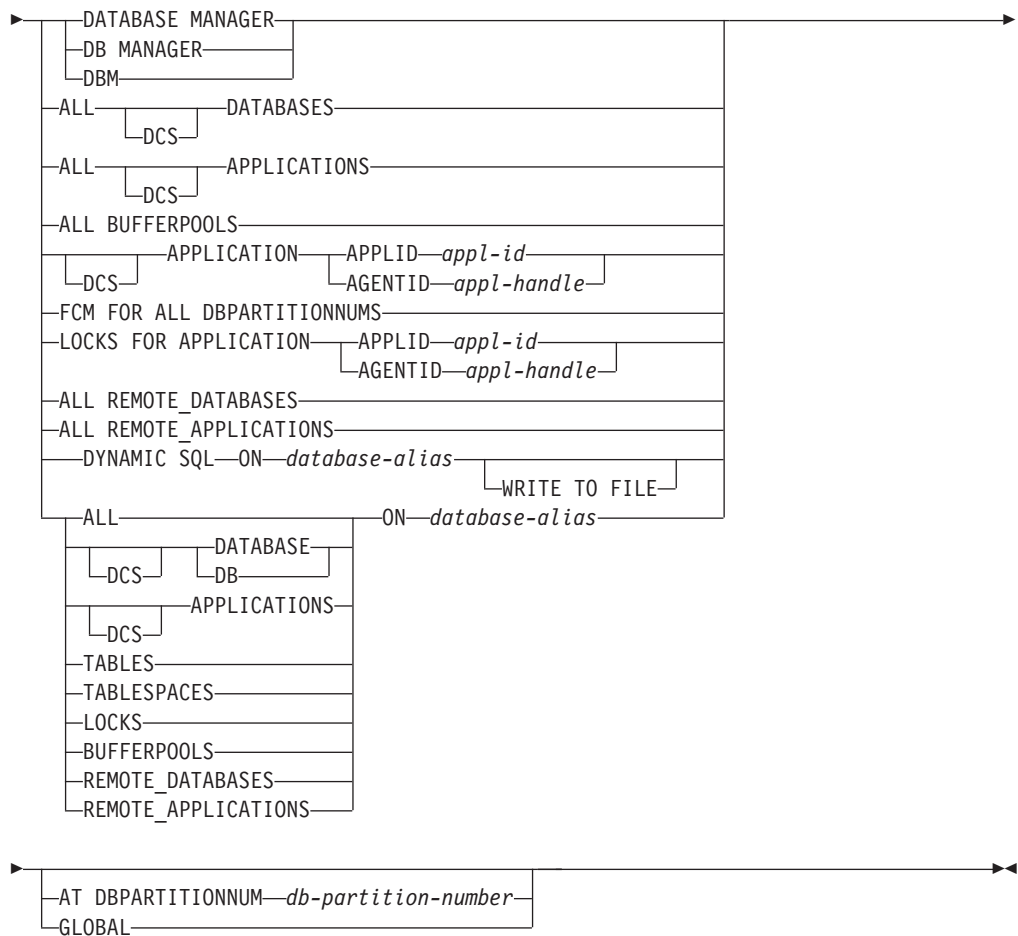 DATABASE MANAGER
DB MANAGER
DBM
ALL DCS DATABASES
ALL DCS APPLICATIONS
ALL BUFFERPOOLS
DCS APPLICATION APPLID appl-id
AGENTID appl-handle
FCM FOR ALL DBPARTITIONNUMS
LOCKS FOR APPLICATION APPLID appl-id
AGENTID appl-handle
ALL REMOTE_DATABASES
ALL REMOTE_APPLICATIONS
DYNAMIC SQL ON database-alias
WRITE TO FILE
ALL ON database-alias
DCS DATABASE
DB
DCS APPLICATIONS
TABLES
TABLESPACES
LOCKS
BUFFERPOOLS
REMOTE_DATABASES
REMOTE_APPLICATIONS
AT DBPARTITIONNUM db-partition-number
GLOBAL